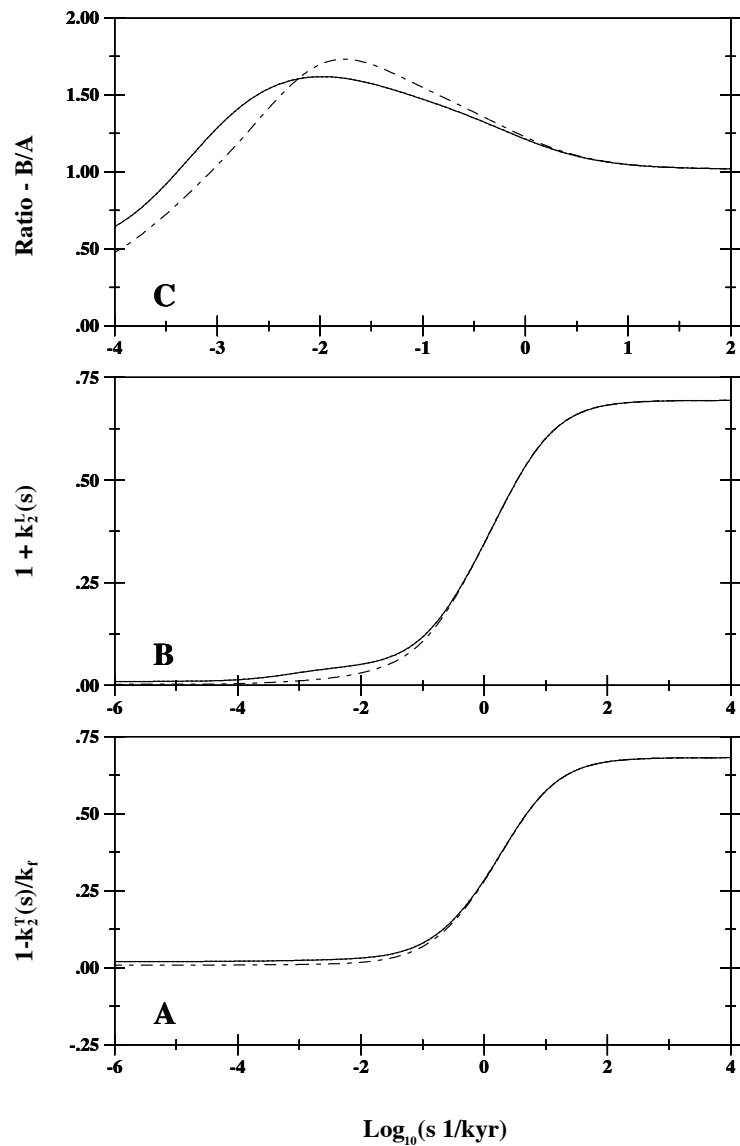 2.00
1.50
1.00
.50
.00
Ratio - B/A
C
-4 -3 -2 -1 0 1 2
.75
.50
.25
.00
1 + k₂ᴸ(s)
B
-6 -4 -2 0 2 4
.75
.50
.25
.00
-.25
1-k₂ᵀ(s)/k_f
A
-6 -4 -2 0 2 4
Log₁₀(s 1/kyr)